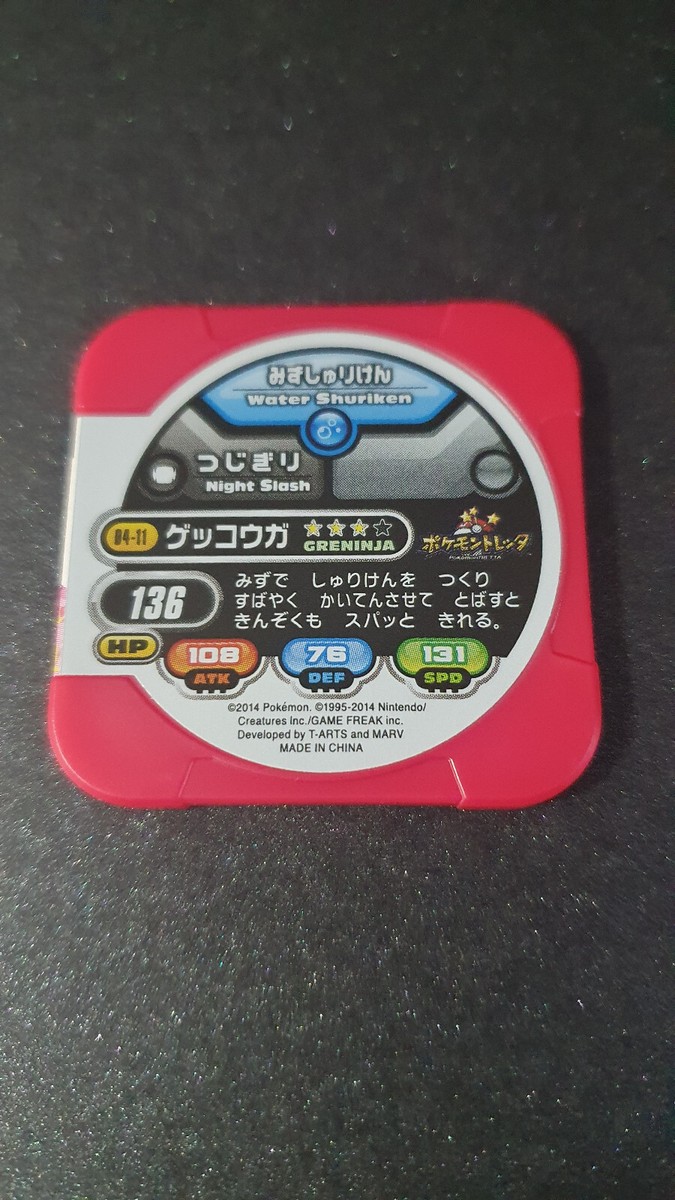 みずしゅりけん
Water Shuriken
つじぎり
Night Slash
04-11 ゲッコウガ
GRENINJA
ポケモントレッタ
136
HP
みずで しゅりけんを つくり
すばやく かいてんさせて とばすと
きんぞくも スパッと きれる。
108
ATK
76
DEF
131
SPD
©2014 Pokémon. ©1995-2014 Nintendo/
Creatures Inc./GAME FREAK inc.
Developed by T-ARTS and MARV
MADE IN CHINA